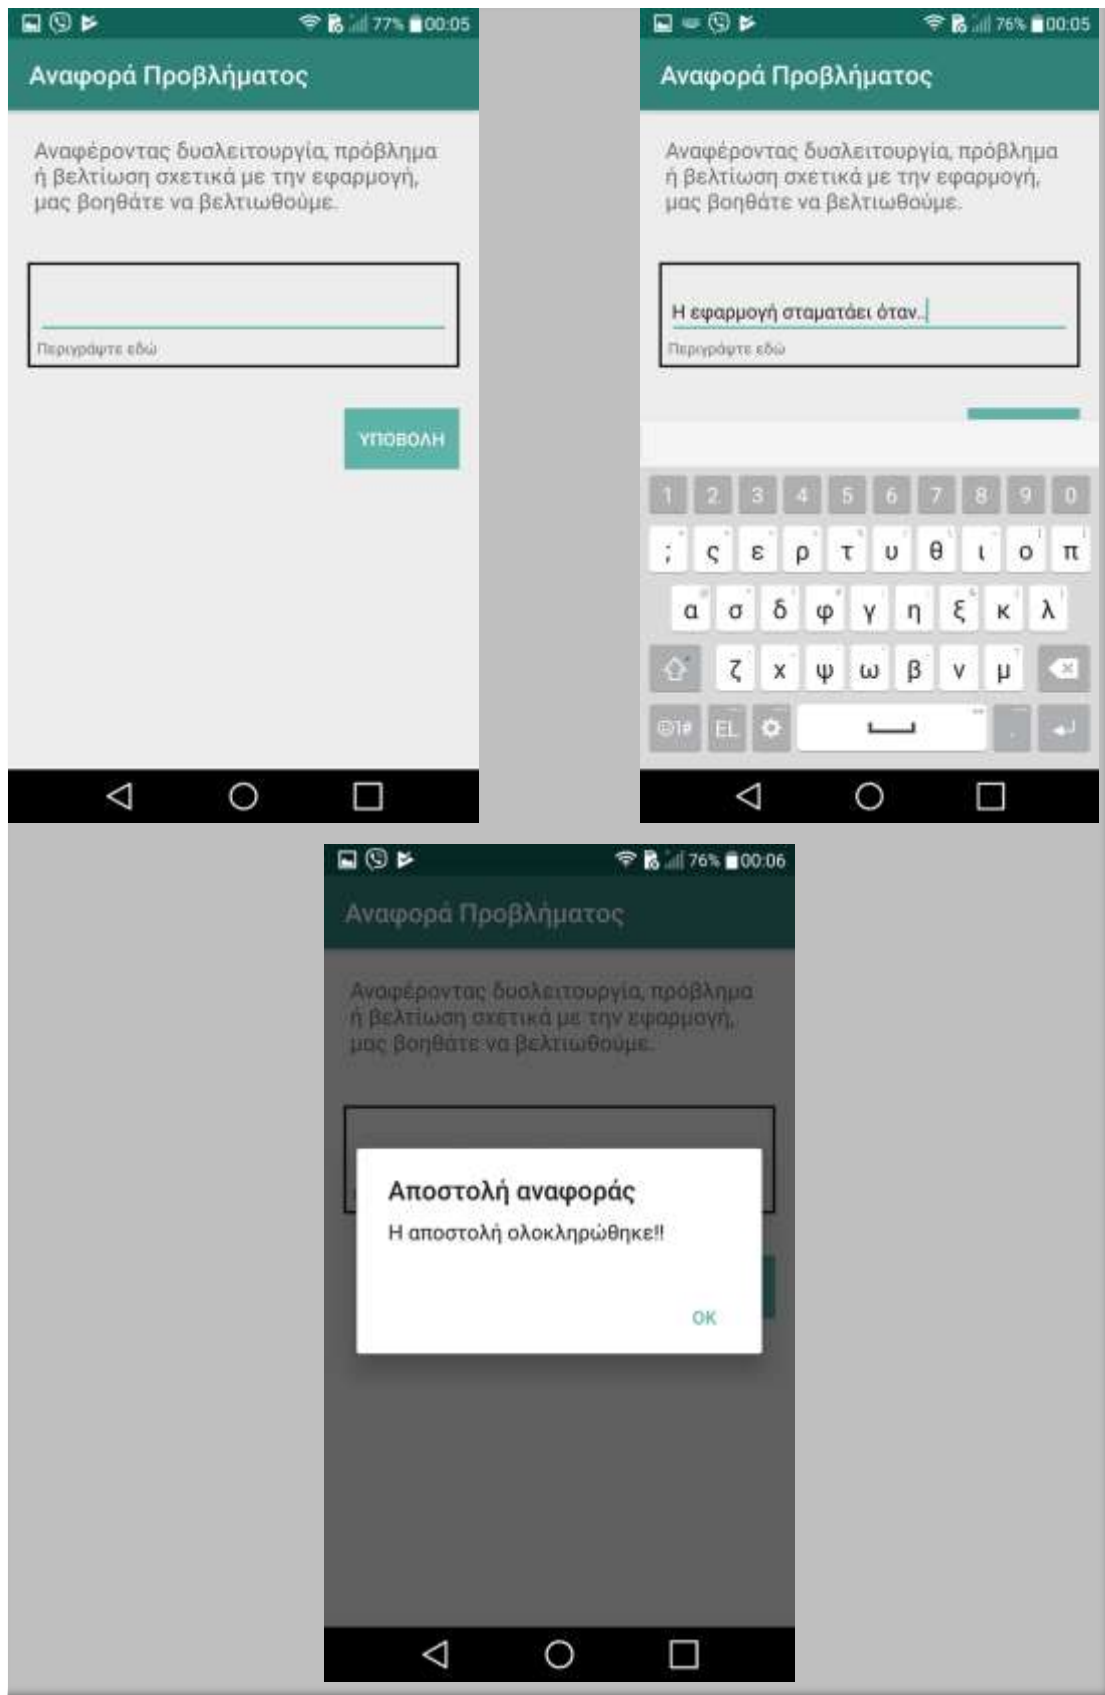 77% 00:05
Αναφορά Προβλήματος
Αναφέροντας δυσλειτουργία, πρόβλημα
ή βελτίωση σχετικά με την εφαρμογή,
μας βοηθάτε να βελτιωθούμε.
Περιγράψτε εδώ
ΥΠΟΒΟΛΗ
76% 00:05
Αναφορά Προβλήματος
Αναφέροντας δυσλειτουργία, πρόβλημα
ή βελτίωση σχετικά με την εφαρμογή,
μας βοηθάτε να βελτιωθούμε.
Η εφαρμογή σταματάει όταν..
Περιγράψτε εδώ
1 2 3 4 5 6 7 8 9 0
; ς ε ρ τ υ θ ι ο π
α σ δ φ γ η ξ κ λ
ζ χ ψ ω β ν μ
EL .
76% 00:06
Αναφορά Προβλήματος
Αναφέροντας δυσλειτουργία, πρόβλημα
ή βελτίωση σχετικά με την εφαρμογή,
μας βοηθάτε να βελτιωθούμε.
Αποστολή αναφοράς
Η αποστολή ολοκληρώθηκε!!
OK